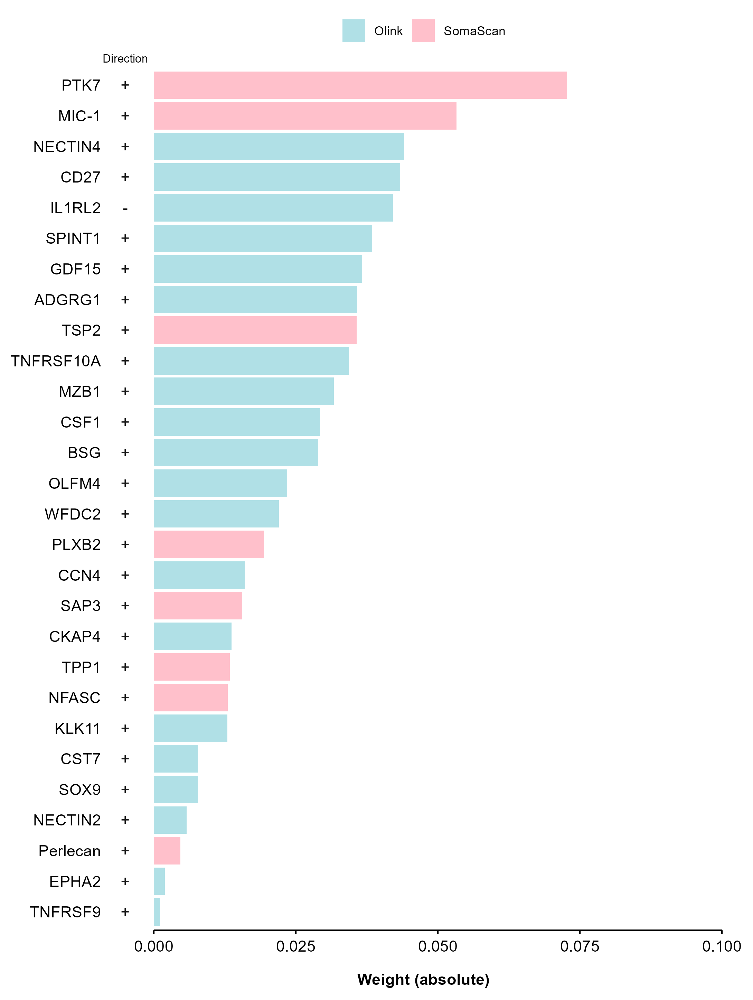 Olink SomaScan
Direction
PTK7 +
MIC-1 +
NECTIN4 +
CD27 +
IL1RL2 -
SPINT1 +
GDF15 +
ADGRG1 +
TSP2 +
TNFRSF10A +
MZB1 +
CSF1 +
BSG +
OLFM4 +
WFDC2 +
PLXB2 +
CCN4 +
SAP3 +
CKAP4 +
TPP1 +
NFASC +
KLK11 +
CST7 +
SOX9 +
NECTIN2 +
Perlecan +
EPHA2 +
TNFRSF9 +
0.000 0.025 0.050 0.075 0.100
Weight (absolute)